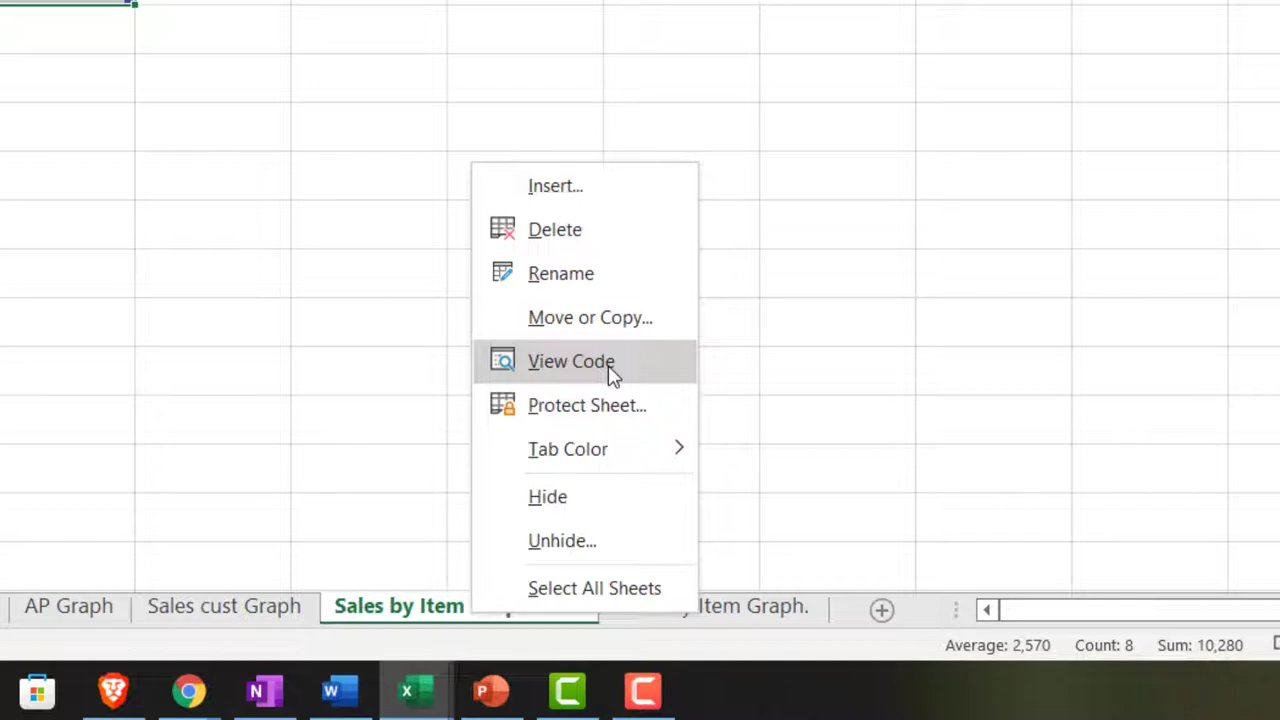 Insert...
Delete
Rename
Move or Copy...
View Code
Protect Sheet...
Tab Color
Hide
Unhide...
Select All Sheets
AP Graph
Sales cust Graph
Sales by Item
Item Graph.
Average: 2,570
Count: 8
Sum: 10,280
N
W
X
P
C
C